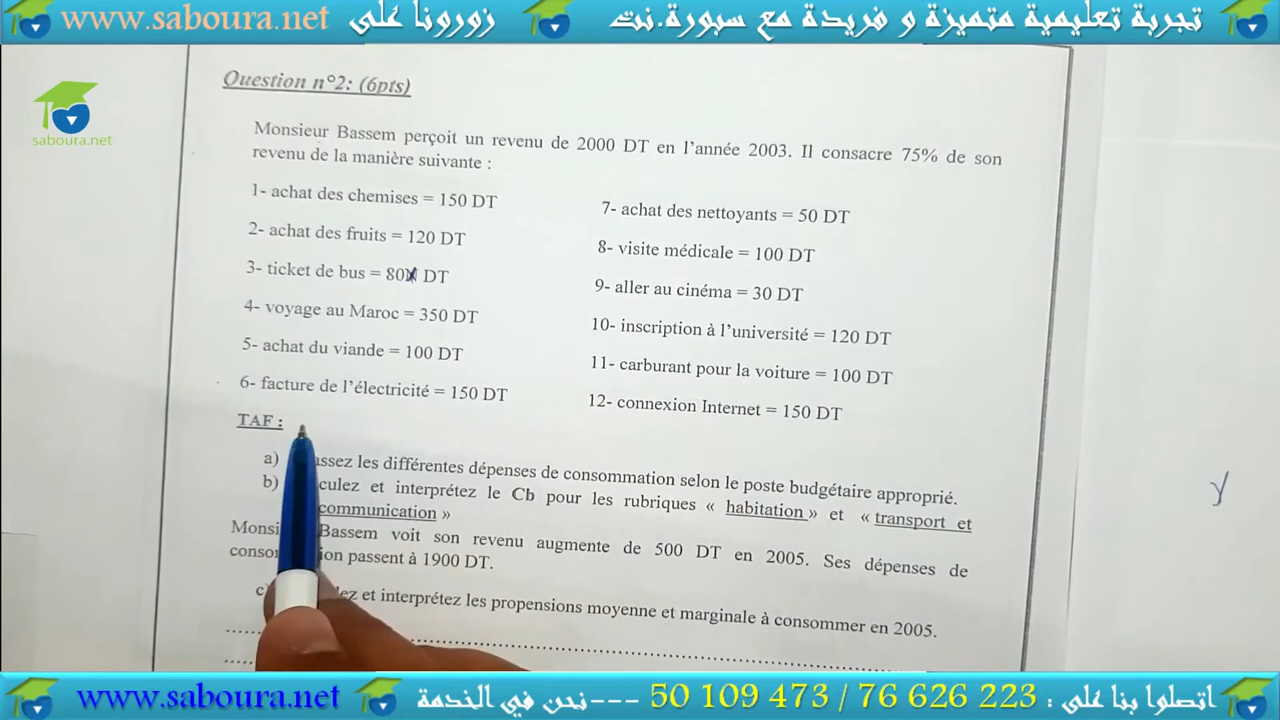 www.saboura.net زورونا على تجربة تعليمية متميزة و فريدة مع سبورة.نت
saboura.net
Question n°2: (6pts)
Monsieur Bassem perçoit un revenu de 2000 DT en l'année 2003. Il consacre 75% de son
revenu de la manière suivante :
1- achat des chemises = 150 DT
2- achat des fruits = 120 DT
3- ticket de bus = 80 DT
4- voyage au Maroc = 350 DT
5- achat du viande = 100 DT
6- facture de l'électricité = 150 DT
7- achat des nettoyants = 50 DT
8- visite médicale = 100 DT
9- aller au cinéma = 30 DT
10- inscription à l'université = 120 DT
11- carburant pour la voiture = 100 DT
12- connexion Internet = 150 DT
TAF :
a) assez les différentes dépenses de consommation selon le poste budgétaire approprié.
b) culez et interprétez le Cb pour les rubriques « habitation » et « transport et
communication »
Monsi Bassem voit son revenu augmente de 500 DT en 2005. Ses dépenses de
conso ion passent à 1900 DT.
c) lez et interprétez les propensions moyenne et marginale à consommer en 2005.
www.saboura.net اتصلوا بنا على : 223 626 76 / 473 109 50 ---نحن في الخدمة